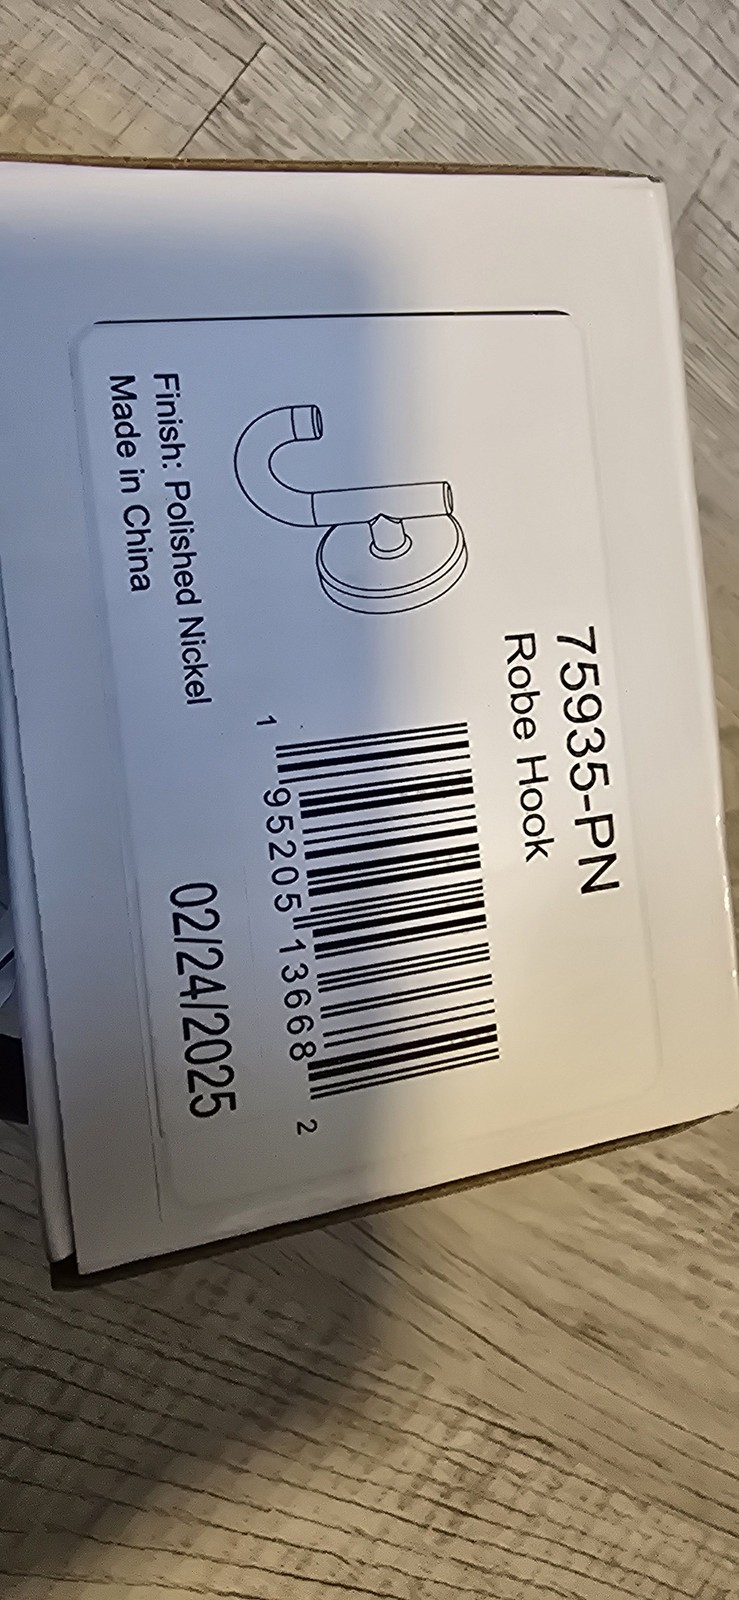 75935-PN
Robe Hook
1 95205 13668 2
Finish: Polished Nickel
Made in China
02/24/2025